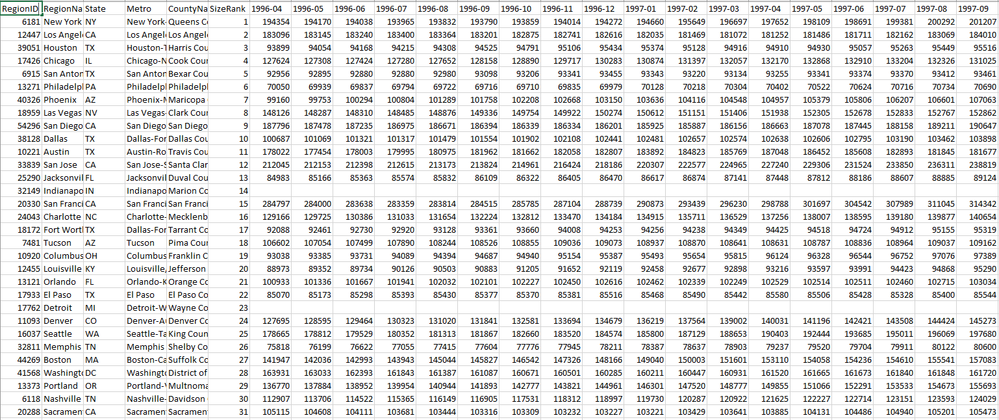 RegionID RegionNa State Metro CountyNa SizeRank 1996-04 1996-05 1996-06 1996-07 1996-08 1996-09 1996-10 1996-11 1996-12 1997-01 1997-02 1997-03 1997-04 1997-05 1997-06 1997-07 1997-08 1997-09
6181 New York NY New York- Queens Co 1 194354 194170 194038 193965 193832 193790 193859 194014 194272 194660 195649 196697 197652 198109 198691 199381 200292 201207
12447 Los Angel CA Los Angel Los Angel 2 183096 183145 183240 183400 183364 183201 182875 182741 182616 182035 181469 181072 181252 181486 181711 182162 183069 184010
39051 Houston TX Houston-T Harris Cou 3 93899 94054 94168 94215 94308 94525 94791 95106 95434 95374 95128 94916 94910 94930 95057 95263 95449 95516
17426 Chicago IL Chicago-N Cook Cour 4 127624 127308 127424 127280 127652 128158 128890 129717 130283 130874 131397 132057 132170 132868 132910 133204 132326 131025
6915 San Anton TX San Anton Bexar Cou 5 92956 92895 92880 92880 92980 93098 93206 93341 93455 93343 93220 93134 93255 93341 93374 93370 93412 93461
13271 Philadelpl PA Philadelpl Philadelpl 6 70050 69939 69837 69794 69722 69716 69710 69835 69979 70128 70218 70304 70402 70522 70624 70716 70734 70690
40326 Phoenix AZ Phoenix-M Maricopa 7 99160 99753 100294 100804 101289 101758 102208 102668 103150 103636 104116 104548 104957 105379 105806 106207 106601 107063
18959 Las Vegas NV Las Vegas- Clark Cour 8 148126 148287 148310 148485 148876 149336 149754 149922 150274 150612 151151 151406 151938 152305 152678 152833 152767 152862
54296 San Diego CA San Diego San Diego 9 187796 187478 187235 186975 186671 186394 186339 186334 186201 185925 185887 186156 186663 187078 187445 188158 189211 190647
38128 Dallas TX Dallas-For Dallas Cou 10 100687 101069 101321 101317 101479 101554 101902 102108 102441 102481 102657 102574 102638 102606 102795 103190 103462 103898
10221 Austin TX Austin-Ro Travis Cou 11 178022 177454 178003 179995 180975 181962 181662 182058 182807 183892 184823 185769 187048 186452 185608 182893 181845 181677
33839 San Jose CA San Jose-S Santa Clar 12 212045 212153 212398 212615 213173 213824 214961 216424 218186 220307 222577 224965 227240 229306 231524 233850 236311 238819
25290 Jacksonvil FL Jacksonvil Duval Cou 13 84983 85166 85363 85574 85832 86109 86322 86405 86470 86617 86874 87141 87448 87812 88186 88607 88885 89124
32149 Indianapo IN Indianapo Marion Co 14
20330 San Franci CA San Franci San Franci 15 284797 284000 283638 283359 283814 284515 285785 287104 288739 290873 293439 296230 298788 301697 304542 307989 311045 314342
24043 Charlotte NC Charlotte- Mecklenb 16 129166 129725 130386 131033 131654 132224 132812 133470 134184 134915 135711 136529 137256 138007 138595 139180 139877 140654
18172 Fort Wortl TX Dallas-For Tarrant Co 17 92088 92461 92730 92920 93128 93361 93660 94008 94253 94256 94238 94349 94425 94518 94724 94912 95155 95319
7481 Tucson AZ Tucson Pima Cour 18 106602 107054 107499 107890 108244 108526 108855 109036 109073 108937 108870 108641 108631 108787 108836 108964 109037 109162
10920 Columbus OH Columbus Franklin C 19 93038 93385 93731 94089 94394 94687 94940 95154 95387 95493 95654 95815 96124 96328 96544 96752 97076 97389
12455 Louisville KY Louisville, Jefferson 20 88973 89352 89734 90126 90503 90883 91205 91652 92119 92458 92677 92898 93216 93597 93991 94423 94868 95290
13121 Orlando FL Orlando-K Orange Co 21 100933 101336 101667 101941 102032 102101 102227 102450 102616 102462 102339 102249 102529 102514 102511 102460 102715 103034
17933 El Paso TX El Paso El Paso Co 22 85070 85173 85298 85393 85430 85377 85370 85381 85516 85468 85490 85442 85580 85506 85428 85328 85400 85544
17762 Detroit MI Detroit-W Wayne Co 23
11093 Denver CO Denver-A Denver Co 24 127695 128595 129464 130323 131020 131841 132581 133694 134679 136219 137564 139002 140031 141196 142421 143508 144424 145273
16037 Seattle WA Seattle-Ta King Coun 25 178665 178812 179529 180352 181313 181867 182660 183520 184574 185800 187129 188653 190403 192444 193685 195011 196069 197680
32811 Memphis TN Memphis Shelby Co 26 75818 76199 76622 77055 77415 77604 77776 77945 78211 78387 78637 78903 79237 79520 79704 79911 80122 80600
44269 Boston MA Boston-Ca Suffolk Co 27 141947 142036 142993 143943 145044 145827 146542 147326 148166 149040 150003 151601 153110 154058 154236 154610 155541 157083
41568 Washingt DC Washingt District of 28 163931 163033 162393 161843 161387 161087 160671 160501 160285 160211 160447 160931 161520 161665 161673 161840 161848 161720
13373 Portland OR Portland-V Multnoma 29 136770 137884 138952 139954 140944 141893 142777 143821 144961 146301 147520 148777 149855 151066 152291 153533 154673 155693
6118 Nashville TN Nashville- Davidson 30 112907 113706 114522 115365 116149 116905 117531 118312 118997 119730 120287 120922 121625 122227 122714 123151 123593 124029
20288 Sacramen CA Sacramen Sacramen 31 105115 104608 104111 103681 103444 103316 103309 103232 103227 103221 103429 103641 103885 104131 104486 104940 105201 105473